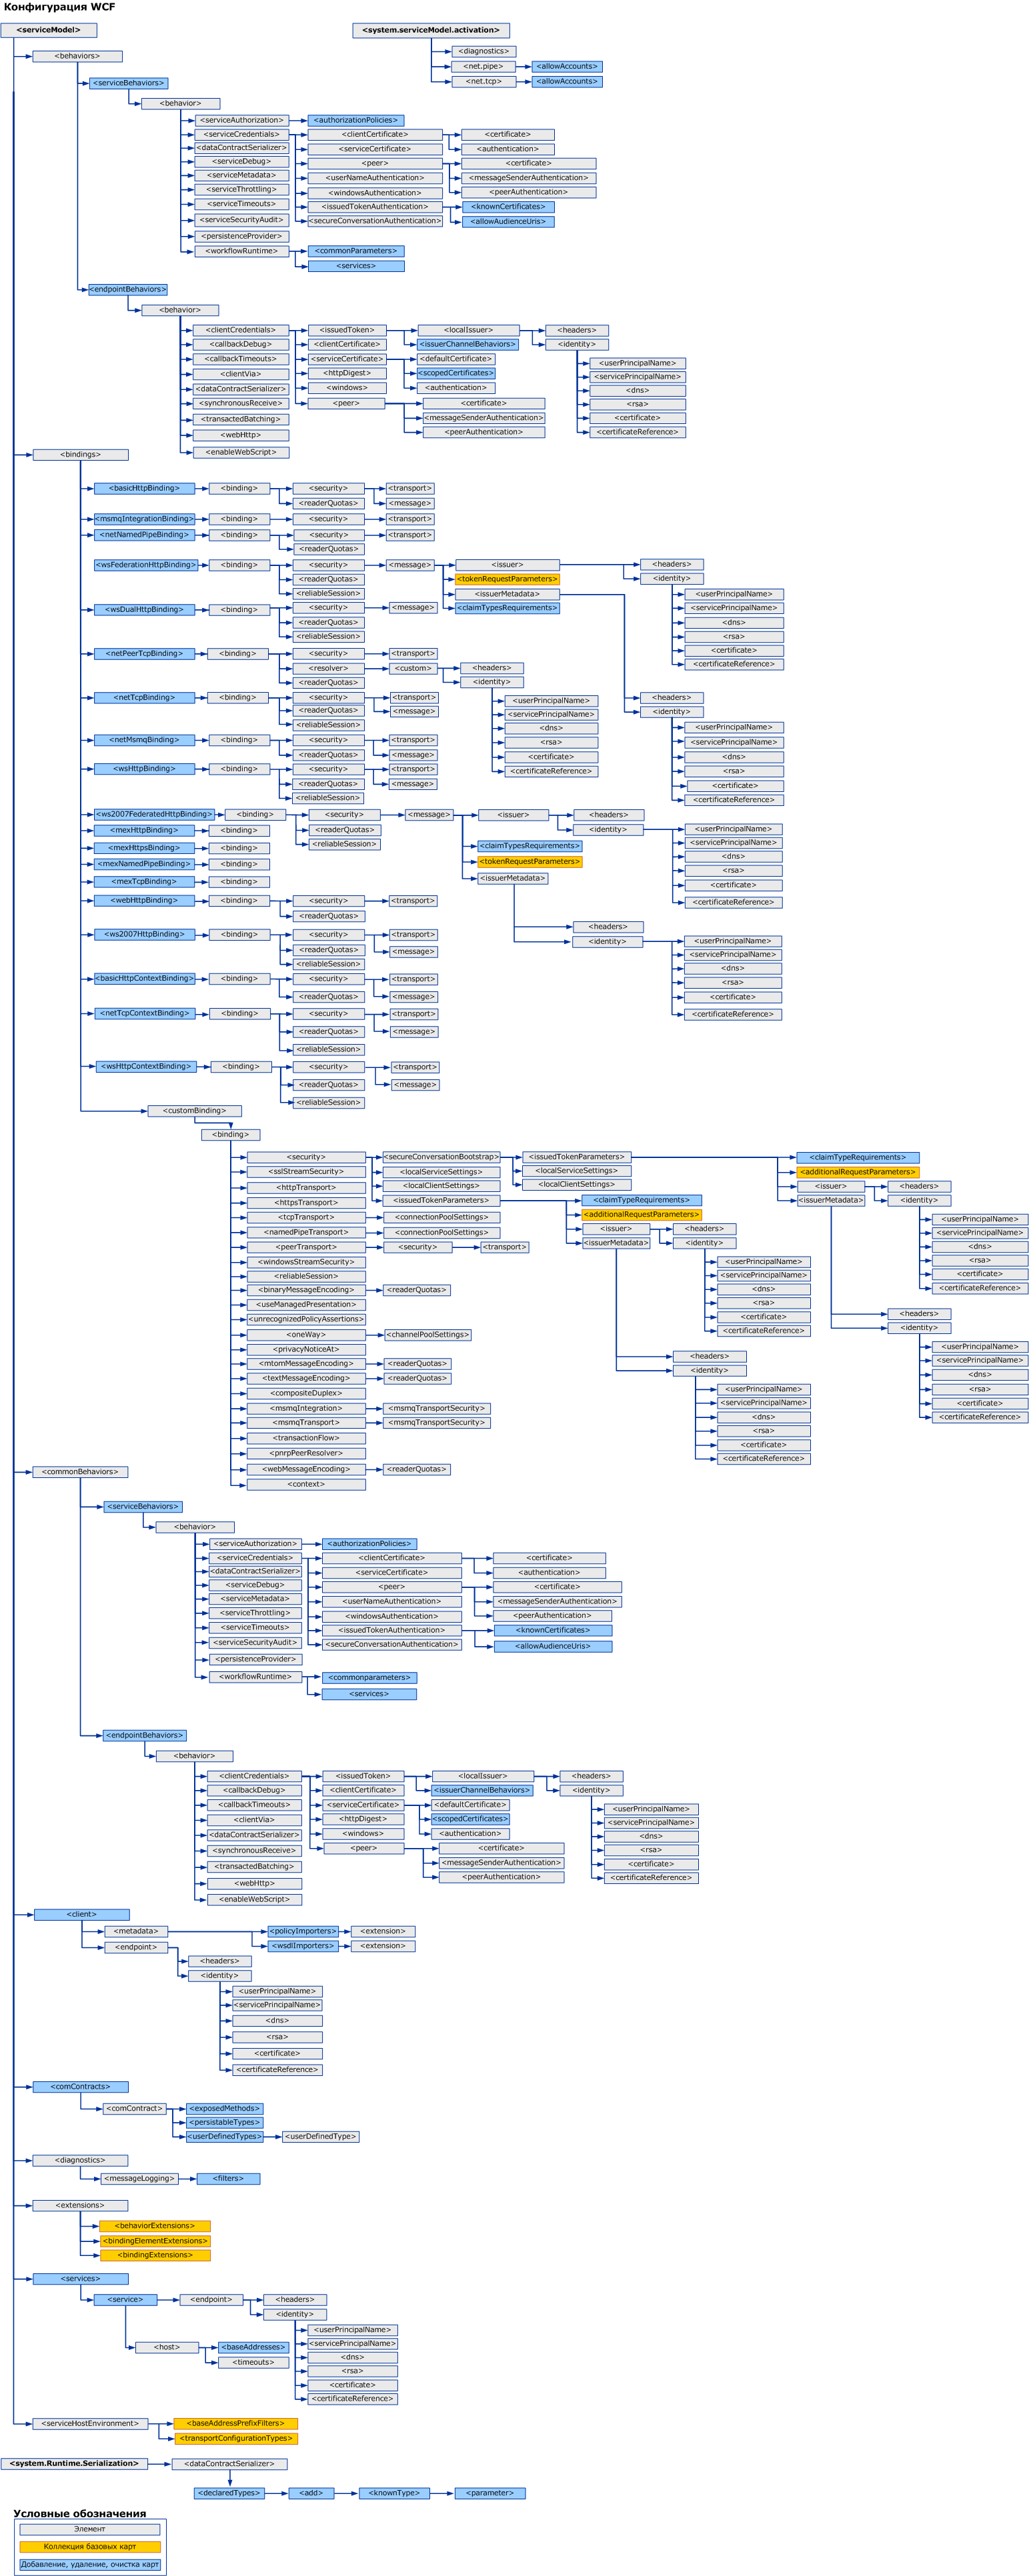 Конфигурация WCF
<serviceModel> <system.serviceModel.activation>
<diagnostics>
<behaviors>
<net.pipe> <allowAccounts>
<serviceBehaviors> <net.tcp> <allowAccounts>
<behavior>
<serviceAuthorization> <authorizationPolicies>
<serviceCredentials> <clientCertificate> <certificate>
<dataContractSerializer> <serviceCertificate> <authentication>
<serviceDebug> <peer> <certificate>
<serviceMetadata> <userNameAuthentication> <messageSenderAuthentication>
<serviceThrottling> <windowsAuthentication> <peerAuthentication>
<serviceTimeouts> <issuedTokenAuthentication> <knownCertificates>
<serviceSecurityAudit> <secureConversationAuthentication> <allowAudienceUris>
<persistenceProvider>
<workflowRuntime> <commonParameters>
<services>
<endpointBehaviors>
<behavior>
<clientCredentials> <issuedToken> <localIssuer> <headers>
<callbackDebug> <clientCertificate> <issuerChannelBehaviors> <identity>
<callbackTimeouts> <serviceCertificate> <defaultCertificate> <userPrincipalName>
<clientVia> <httpDigest> <scopedCertificates> <servicePrincipalName>
<dataContractSerializer> <windows> <authentication> <dns>
<synchronousReceive> <peer> <certificate> <rsa>
<transactedBatching> <messageSenderAuthentication> <certificate>
<webHttp> <peerAuthentication> <certificateReference>
<enableWebScript>
<bindings>
<basicHttpBinding> <binding> <security> <transport>
<readerQuotas> <message>
<msmqIntegrationBinding> <binding> <security> <transport>
<netNamedPipeBinding> <binding> <security> <transport>
<readerQuotas>
<wsFederationHttpBinding> <binding> <security> <message> <issuer> <headers>
<readerQuotas> <tokenRequestParameters> <identity>
<reliableSession> <issuerMetadata> <userPrincipalName>
<wsDualHttpBinding> <binding> <security> <message> <claimTypesRequirements> <servicePrincipalName>
<readerQuotas> <dns>
<reliableSession> <rsa>
<netPeerTcpBinding> <binding> <security> <transport> <certificate>
<resolver> <custom> <headers> <certificateReference>
<readerQuotas> <identity>
<netTcpBinding> <binding> <security> <transport> <userPrincipalName> <headers>
<readerQuotas> <message> <servicePrincipalName> <identity>
<reliableSession> <dns> <userPrincipalName>
<netMsmqBinding> <binding> <security> <transport> <rsa> <servicePrincipalName>
<readerQuotas> <message> <certificate> <dns>
<wsHttpBinding> <binding> <security> <transport> <certificateReference> <rsa>
<readerQuotas> <message> <certificate>
<reliableSession> <certificateReference>
<ws2007FederatedHttpBinding> <binding> <security> <message> <issuer> <headers>
<mexHttpBinding> <binding> <readerQuotas> <identity> <userPrincipalName>
<mexHttpsBinding> <binding> <reliableSession> <claimTypesRequirements> <servicePrincipalName>
<mexNamedPipeBinding> <binding> <tokenRequestParameters> <dns>
<mexTcpBinding> <binding> <issuerMetadata> <rsa>
<certificate>
<webHttpBinding> <binding> <security> <transport> <certificateReference>
<readerQuotas>
<headers>
<ws2007HttpBinding> <binding> <security> <transport> <identity> <userPrincipalName>
<readerQuotas> <message> <servicePrincipalName>
<reliableSession> <dns>
<basicHttpContextBinding> <binding> <security> <transport> <rsa>
<readerQuotas> <message> <certificate>
<netTcpContextBinding> <binding> <security> <transport> <certificateReference>
<readerQuotas> <message>
<reliableSession>
<wsHttpContextBinding> <binding> <security> <transport>
<readerQuotas> <message>
<reliableSession>
<customBinding>
<binding>
<security> <secureConversationBootstrap> <issuedTokenParameters> <claimTypeRequirements>
<sslStreamSecurity> <localServiceSettings> <localServiceSettings> <additionalRequestParameters>
<httpTransport> <localClientSettings> <localClientSettings> <issuer> <headers>
<httpsTransport> <issuedTokenParameters> <claimTypeRequirements> <issuerMetadata> <identity>
<tcpTransport> <connectionPoolSettings> <additionalRequestParameters> <userPrincipalName>
<namedPipeTransport> <connectionPoolSettings> <issuer> <headers> <servicePrincipalName>
<peerTransport> <security> <transport> <issuerMetadata> <identity> <dns>
<windowsStreamSecurity> <userPrincipalName> <rsa>
<reliableSession> <servicePrincipalName> <certificate>
<binaryMessageEncoding> <readerQuotas> <dns> <certificateReference>
<useManagedPresentation> <rsa>
<unrecognizedPolicyAssertions> <certificate> <headers>
<oneWay> <channelPoolSettings> <certificateReference> <identity>
<privacyNoticeAt> <headers> <userPrincipalName>
<mtomMessageEncoding> <readerQuotas> <identity> <servicePrincipalName>
<textMessageEncoding> <readerQuotas> <dns>
<compositeDuplex> <userPrincipalName> <rsa>
<msmqIntegration> <msmqTransportSecurity> <servicePrincipalName> <certificate>
<msmqTransport> <msmqTransportSecurity> <dns> <certificateReference>
<transactionFlow> <rsa>
<pnrpPeerResolver> <certificate>
<webMessageEncoding> <readerQuotas> <certificateReference>
<context>
<commonBehaviors>
<serviceBehaviors>
<behavior>
<serviceAuthorization> <authorizationPolicies>
<serviceCredentials> <clientCertificate> <certificate>
<dataContractSerializer> <serviceCertificate> <authentication>
<serviceDebug> <peer> <certificate>
<serviceMetadata> <userNameAuthentication> <messageSenderAuthentication>
<serviceThrottling> <windowsAuthentication> <peerAuthentication>
<serviceTimeouts> <issuedTokenAuthentication> <knownCertificates>
<serviceSecurityAudit> <secureConversationAuthentication> <allowAudienceUris>
<persistenceProvider>
<workflowRuntime> <commonparameters>
<services>
<endpointBehaviors>
<behavior>
<clientCredentials> <issuedToken> <localIssuer> <headers>
<callbackDebug> <clientCertificate> <issuerChannelBehaviors> <identity>
<callbackTimeouts> <serviceCertificate> <defaultCertificate> <userPrincipalName>
<clientVia> <httpDigest> <scopedCertificates> <servicePrincipalName>
<dataContractSerializer> <windows> <authentication> <dns>
<synchronousReceive> <peer> <certificate> <rsa>
<transactedBatching> <messageSenderAuthentication> <certificate>
<webHttp> <peerAuthentication> <certificateReference>
<enableWebScript>
<client>
<metadata> <policyImporters> <extension>
<endpoint> <wsdlImporters> <extension>
<headers>
<identity>
<userPrincipalName>
<servicePrincipalName>
<dns>
<rsa>
<certificate>
<certificateReference>
<comContracts>
<comContract> <exposedMethods>
<persistableTypes>
<userDefinedTypes> <userDefinedType>
<diagnostics>
<messageLogging> <filters>
<extensions>
<behaviorExtensions>
<bindingElementExtensions>
<bindingExtensions>
<services>
<service> <endpoint> <headers>
<identity>
<userPrincipalName>
<host> <baseAddresses> <servicePrincipalName>
<timeouts> <dns>
<rsa>
<certificate>
<certificateReference>
<serviceHostEnvironment> <baseAddressPrefixFilters>
<transportConfigurationTypes>
<system.Runtime.Serialization> <dataContractSerializer>
<declaredTypes> <add> <knownType> <parameter>
Условные обозначения
Элемент
Коллекция базовых карт
Добавление, удаление, очистка карт